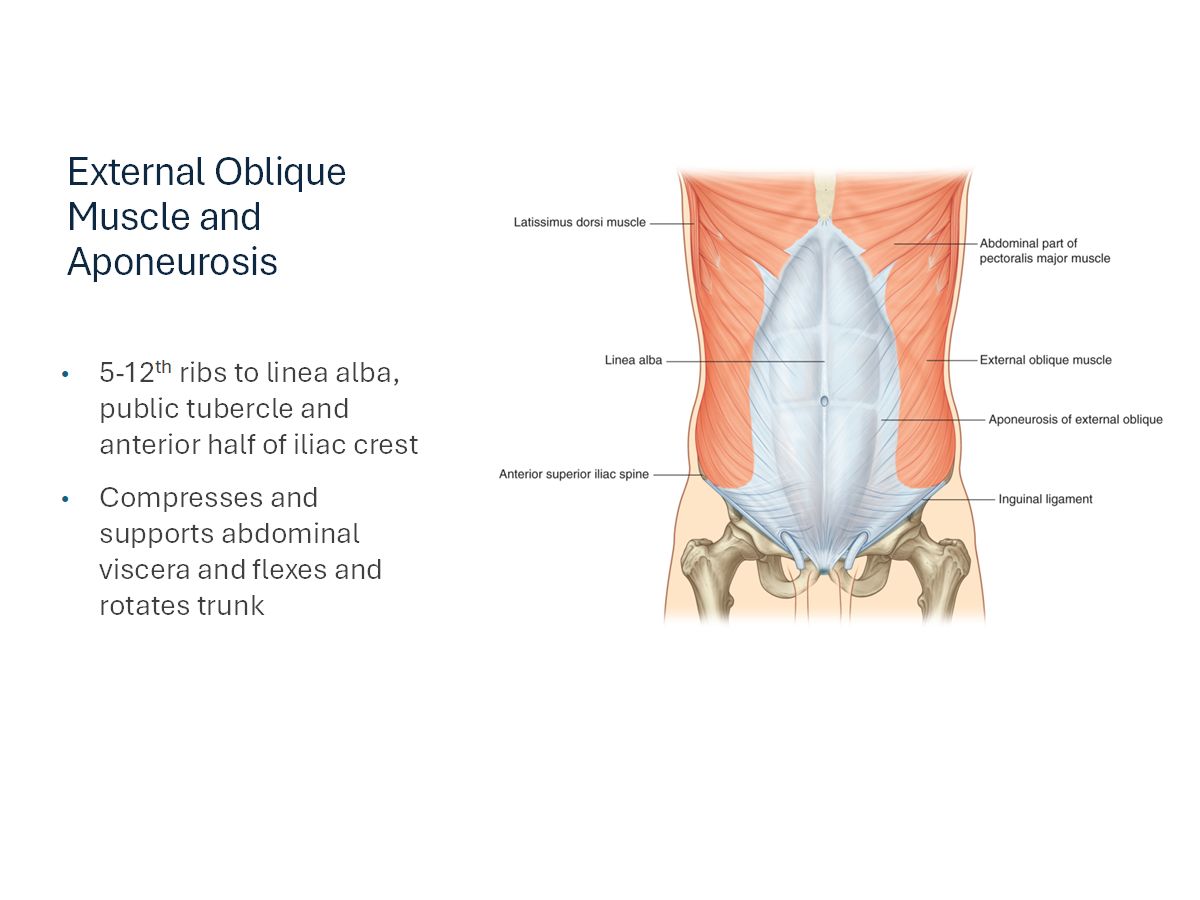 External Oblique
Muscle and
Aponeurosis
• 5-12th ribs to linea alba,
public tubercle and
anterior half of iliac crest
• Compresses and
supports abdominal
viscera and flexes and
rotates trunk
Latissimus dorsi muscle
Abdominal part of
pectoralis major muscle
Linea alba
External oblique muscle
Aponeurosis of external oblique
Anterior superior iliac spine
Inguinal ligament